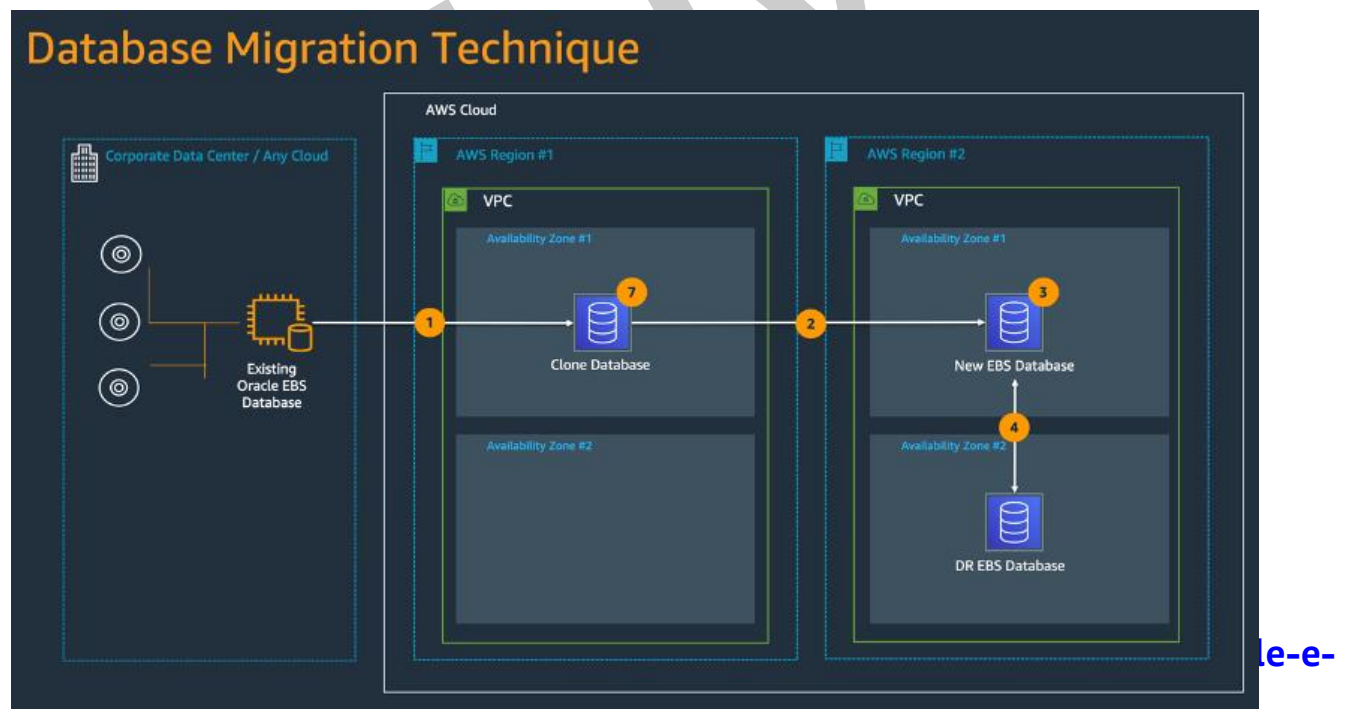 Database Migration Technique
AWS Cloud
Corporate Data Center / Any Cloud
AWS Region #1
AWS Region #2
VPC
VPC
Availability Zone #1
Availability Zone #1
7
3
1
2
Clone Database
New EBS Database
Existing
Oracle EBS
Database
4
Availability Zone #2
Availability Zone #2
DR EBS Database
le-e-